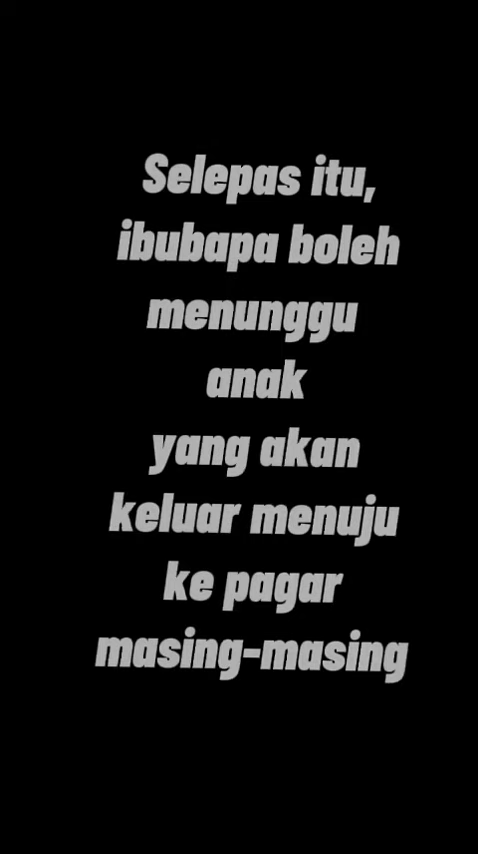 Selepas itu,
ibubapa boleh
menunggu
anak
yang akan
keluar menuju
ke pagar
masing-masing